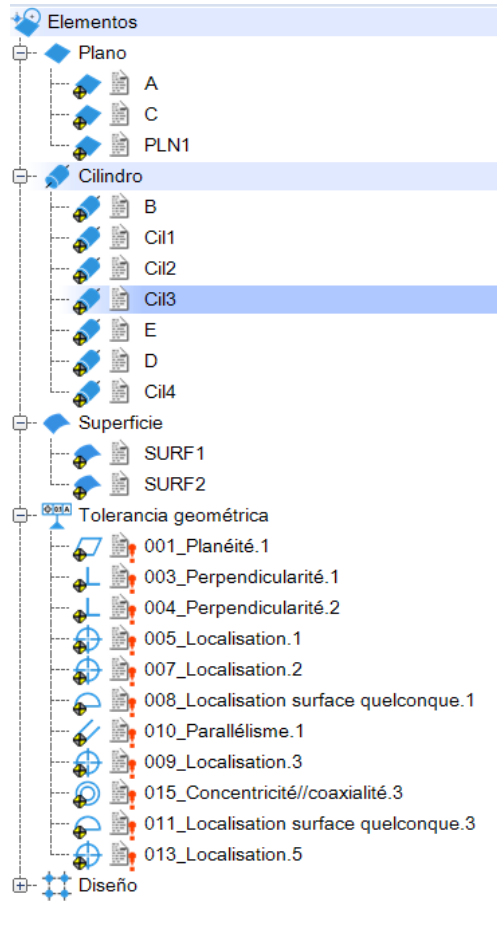 Elementos
Plano
A
C
PLN1
Cilindro
B
Cil1
Cil2
Cil3
E
D
Cil4
Superficie
SURF1
SURF2
Tolerancia geométrica
001_Planéité.1
003_Perpendicularité.1
004_Perpendicularité.2
005_Localisation.1
007_Localisation.2
008_Localisation surface quelconque.1
010_Parallélisme.1
009_Localisation.3
015_Concentricité//coaxialité.3
011_Localisation surface quelconque.3
013_Localisation.5
Diseño